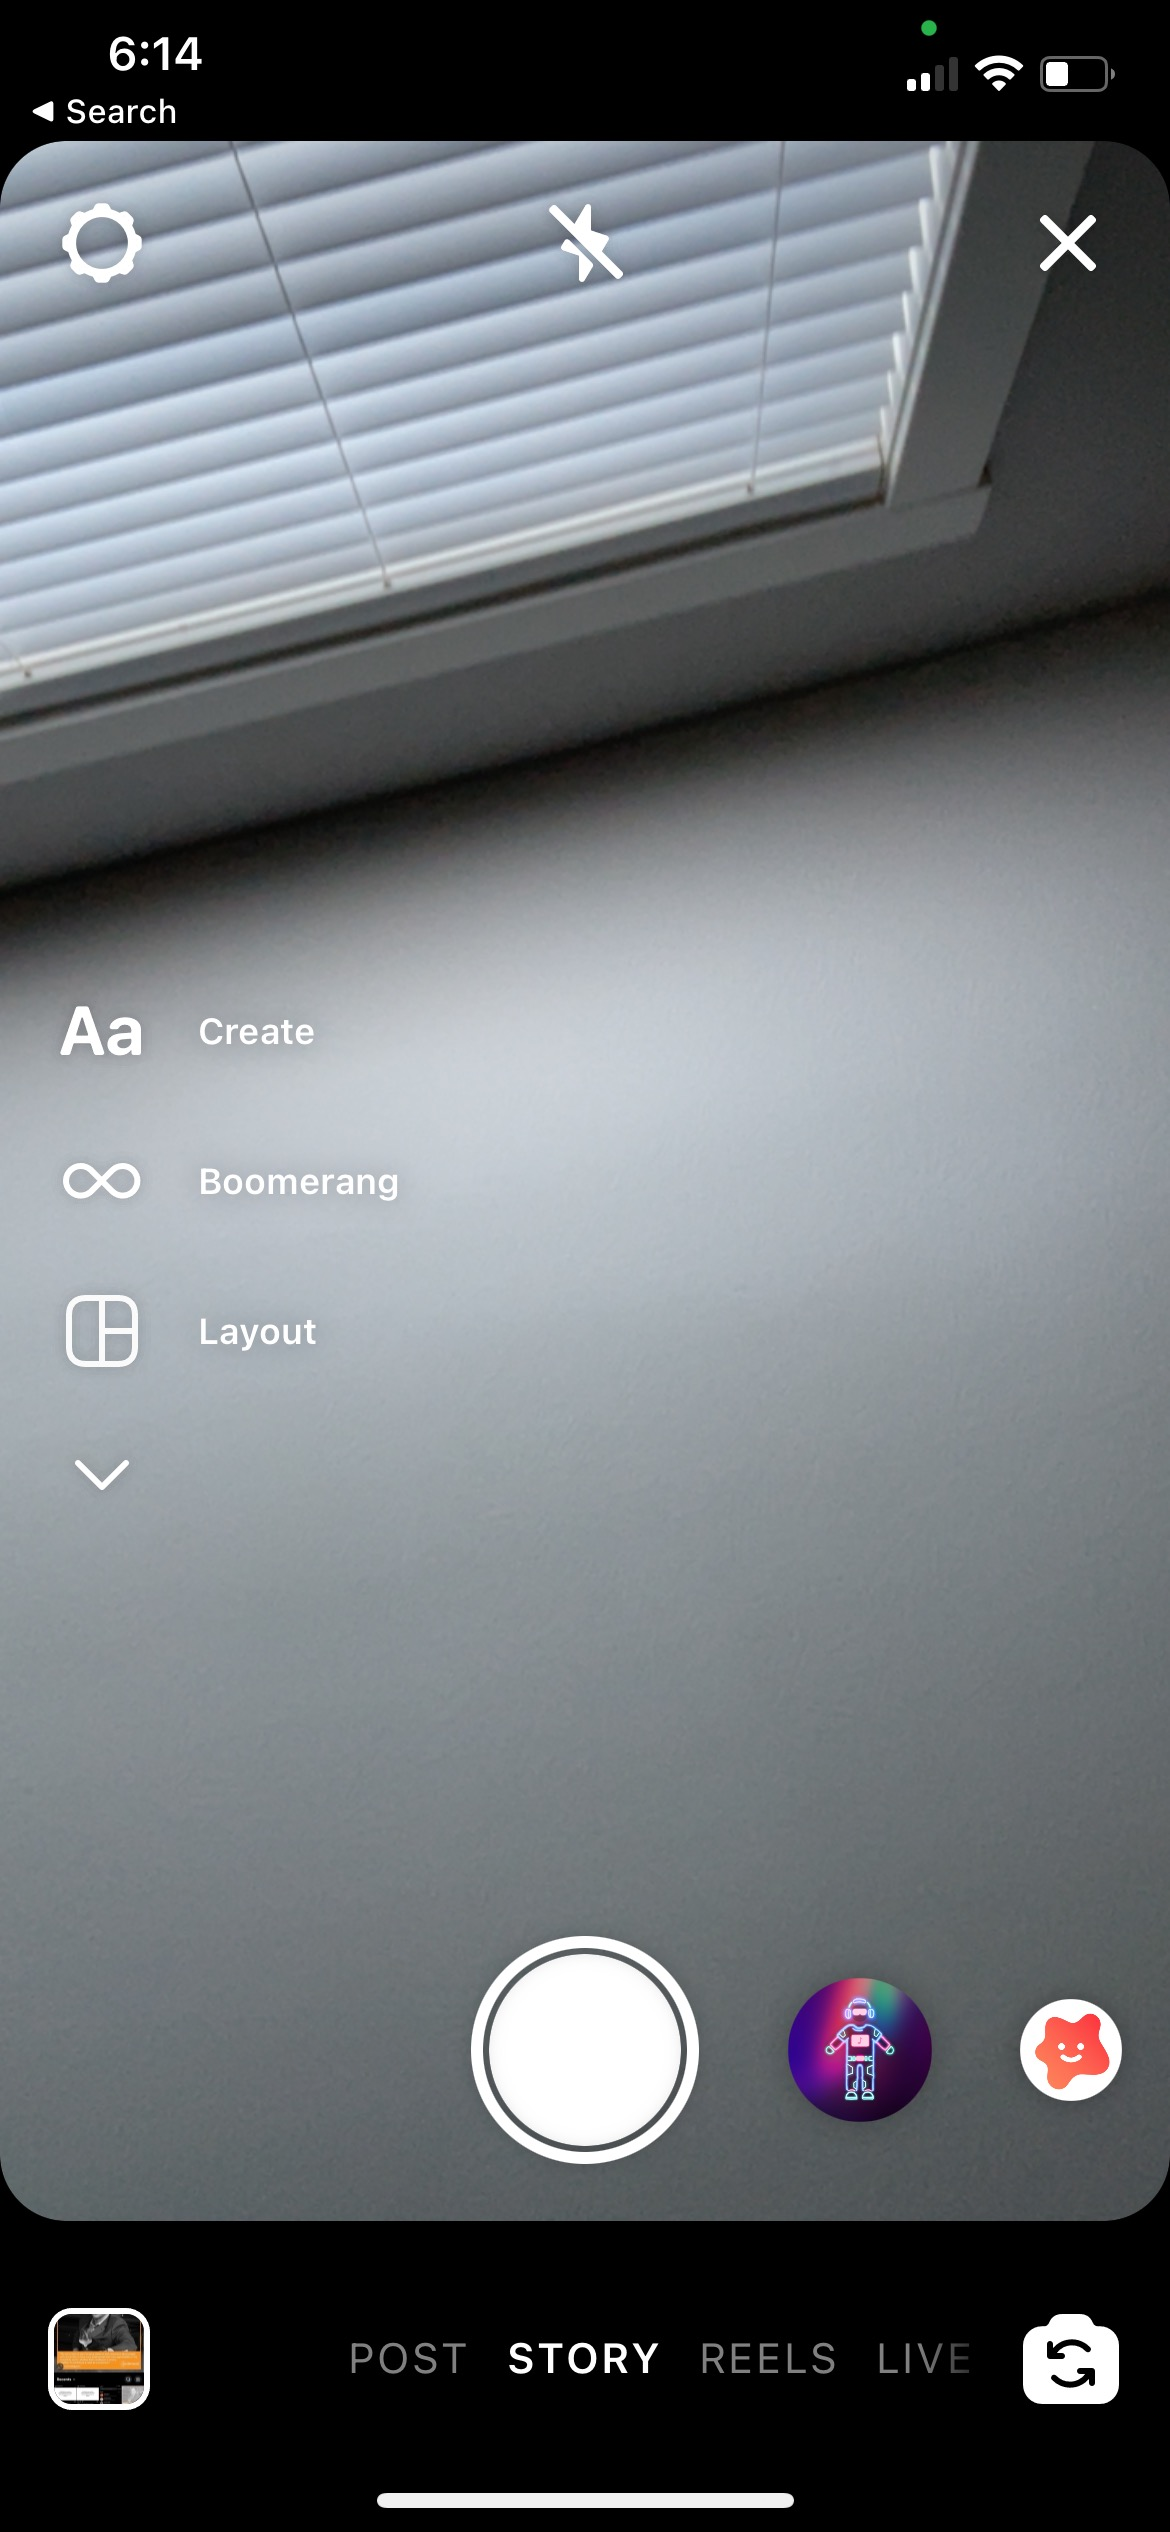 6:14
Search
Aa Create
Boomerang
Layout
POST STORY REELS LIVE